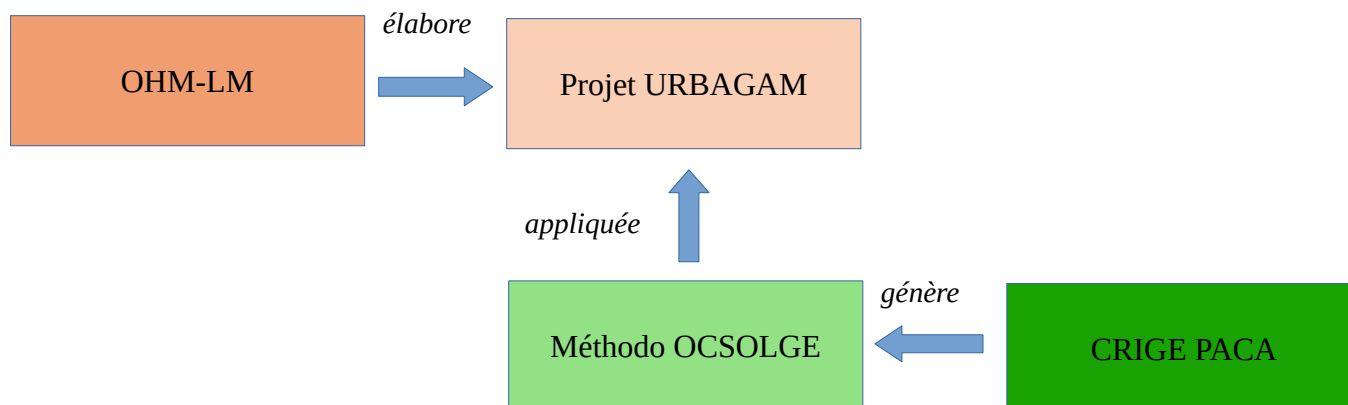 élabore
OHM-LM
Projet URBAGAM
appliquée
génère
Méthodo OCSOLGE
CRIGE PACA